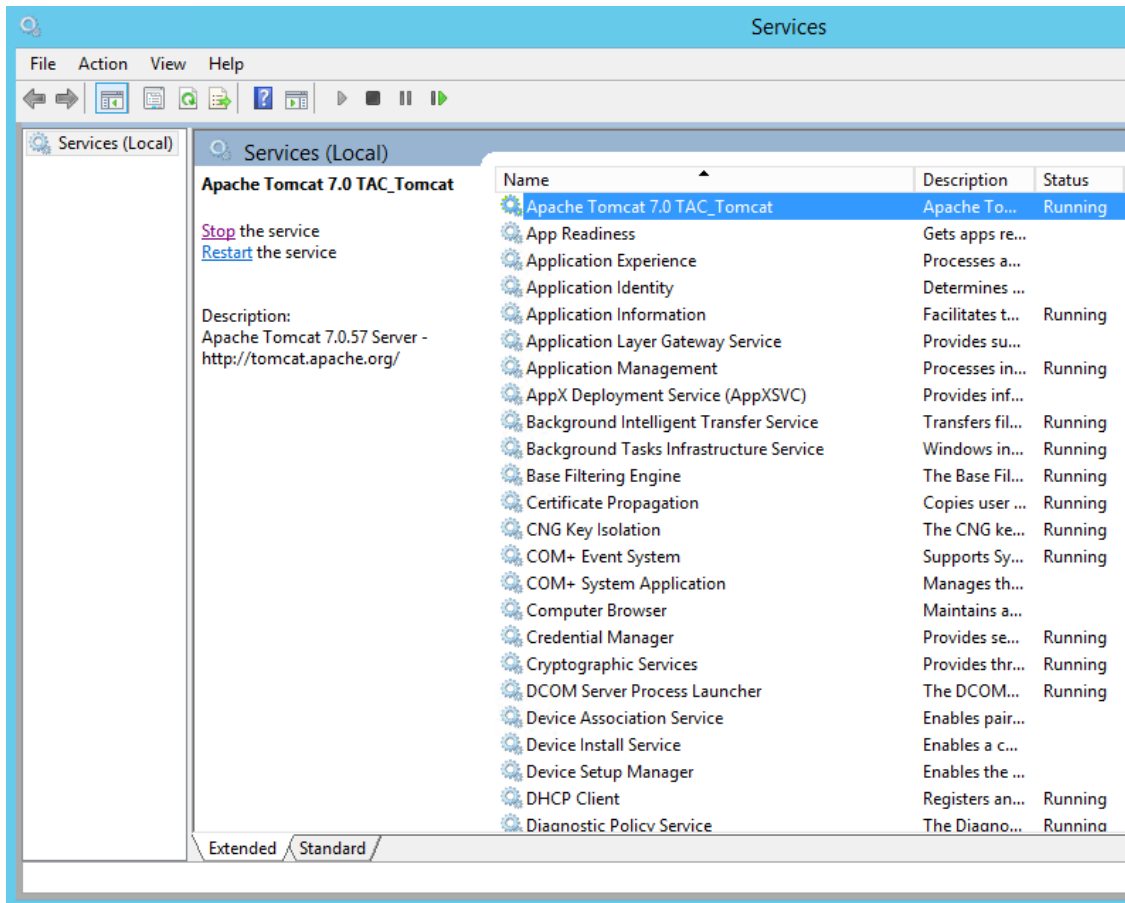 Services
File Action View Help
Services (Local)
Services (Local)
Apache Tomcat 7.0 TAC_Tomcat
Stop the service
Restart the service
Description:
Apache Tomcat 7.0.57 Server -
http://tomcat.apache.org/
Name Description Status
Apache Tomcat 7.0 TAC_Tomcat Apache To... Running
App Readiness Gets apps re...
Application Experience Processes a...
Application Identity Determines ...
Application Information Facilitates t... Running
Application Layer Gateway Service Provides su...
Application Management Processes in... Running
AppX Deployment Service (AppXSVC) Provides inf...
Background Intelligent Transfer Service Transfers fil... Running
Background Tasks Infrastructure Service Windows in... Running
Base Filtering Engine The Base Fil... Running
Certificate Propagation Copies user ... Running
CNG Key Isolation The CNG ke... Running
COM+ Event System Supports Sy... Running
COM+ System Application Manages th...
Computer Browser Maintains a...
Credential Manager Provides se... Running
Cryptographic Services Provides thr... Running
DCOM Server Process Launcher The DCOM... Running
Device Association Service Enables pair...
Device Install Service Enables a c...
Device Setup Manager Enables the ...
DHCP Client Registers an... Running
Diagnostic Policy Service The Diagno... Running
Extended Standard